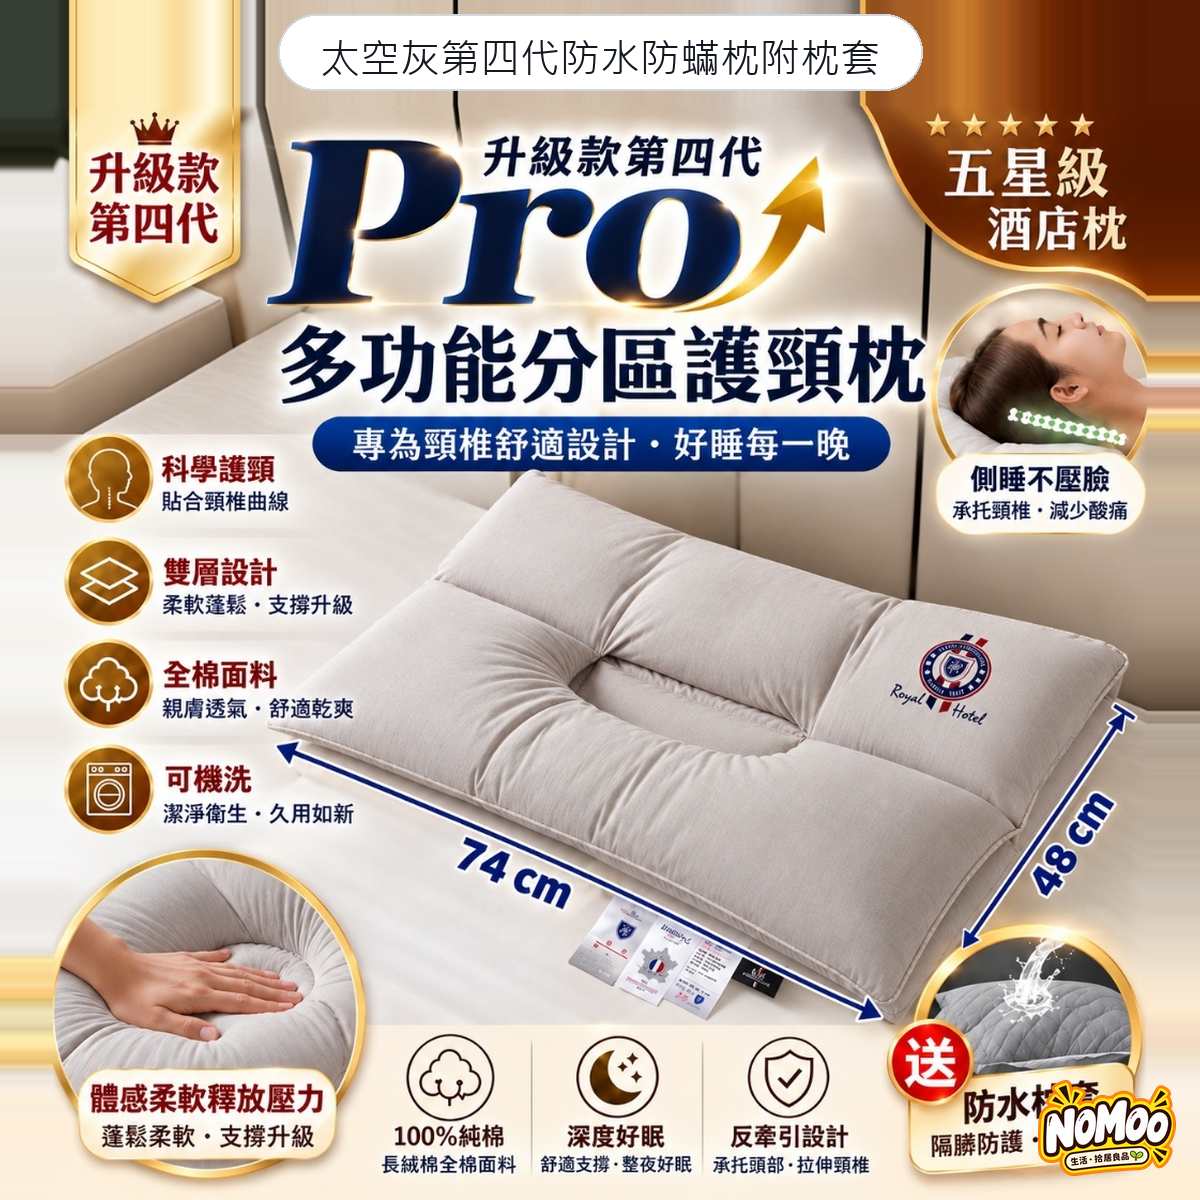 太空灰第四代防水防蟎枕附枕套
升級款
第四代
升級款第四代
Pro
五星級
酒店枕
多功能分區護頸枕
專為頸椎舒適設計·好睡每一晚
側睡不壓臉
承托頸椎·減少酸痛
科學護頸
貼合頸椎曲線
雙層設計
柔軟蓬鬆·支撐升級
全棉面料
親膚透氣·舒適乾爽
可機洗
潔淨衛生·久用如新
Royal Hotel
74 cm
48 cm
體感柔軟釋放壓力
蓬鬆柔軟·支撐升級
100%純棉
長絨棉全棉面料
深度好眠
舒適支撐·整夜好眠
反牽引設計
承托頸部·拉伸頸椎
送
防水枕套
隔髒防護·
NOMOO
生活·拾居良品